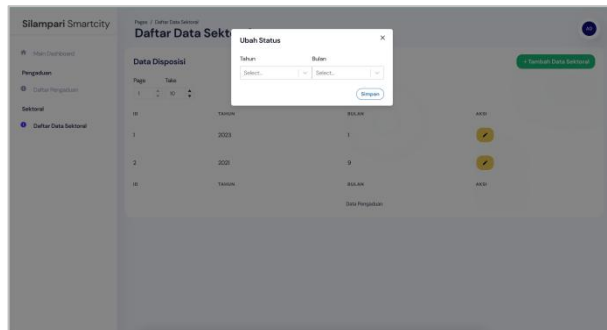 Silampari Smartcity
Pages / Daftar Data Sektoral
Daftar Data Sekt
Ubah Status
Tahun
Bulan
Select...
Select...
Simpan
Main Dashboard
Pengaduan
Daftar Pengaduan
Sektoral
Daftar Data Sektoral
Data Disposisi
+ Tambah Data Sektoral
Page
Take
1
10
ID TAHUN BULAN AKSI
1 2023 1
2 2021 9
ID TAHUN BULAN AKSI
Data Pengaduan